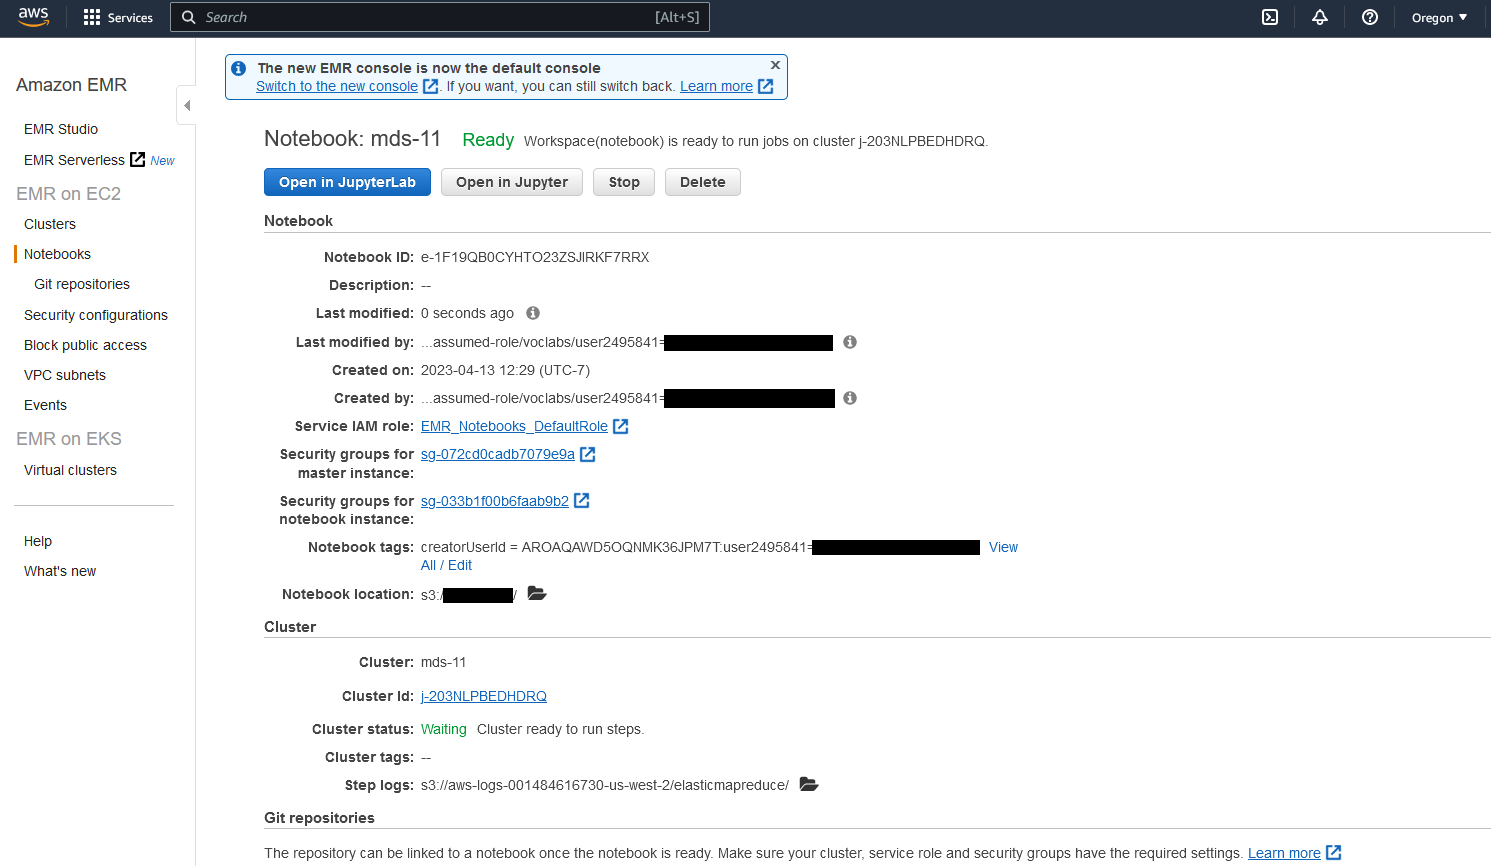 aws
Services
Search
[Alt+S]
Oregon
Amazon EMR
EMR Studio
EMR Serverless New
EMR on EC2
Clusters
Notebooks
Git repositories
Security configurations
Block public access
VPC subnets
Events
EMR on EKS
Virtual clusters
Help
What's new
The new EMR console is now the default console
Switch to the new console . If you want, you can still switch back. Learn more
Notebook: mds-11 Ready Workspace(notebook) is ready to run jobs on cluster j-203NLPBEDHDRQ.
Open in JupyterLab
Open in Jupyter
Stop
Delete
Notebook
Notebook ID: e-1F19QB0CYHTO23ZSJIRKF7RRX
Description: --
Last modified: 0 seconds ago
Last modified by: ...assumed-role/voclabs/user2495841=
Created on: 2023-04-13 12:29 (UTC-7)
Created by: ...assumed-role/voclabs/user2495841=
Service IAM role: EMR_Notebooks_DefaultRole
Security groups for sg-072cd0cadb7079e9a
master instance:
Security groups for sg-033b1f00b6faab9b2
notebook instance:
Notebook tags: creatorUserId = AROAQAWD5OQNMK36JPM7T:user2495841= View
All / Edit
Notebook location: s3:/ /
Cluster
Cluster: mds-11
Cluster Id: j-203NLPBEDHDRQ
Cluster status: Waiting Cluster ready to run steps.
Cluster tags: --
Step logs: s3://aws-logs-001484616730-us-west-2/elasticmapreduce/
Git repositories
The repository can be linked to a notebook once the notebook is ready. Make sure your cluster, service role and security groups have the required settings. Learn more